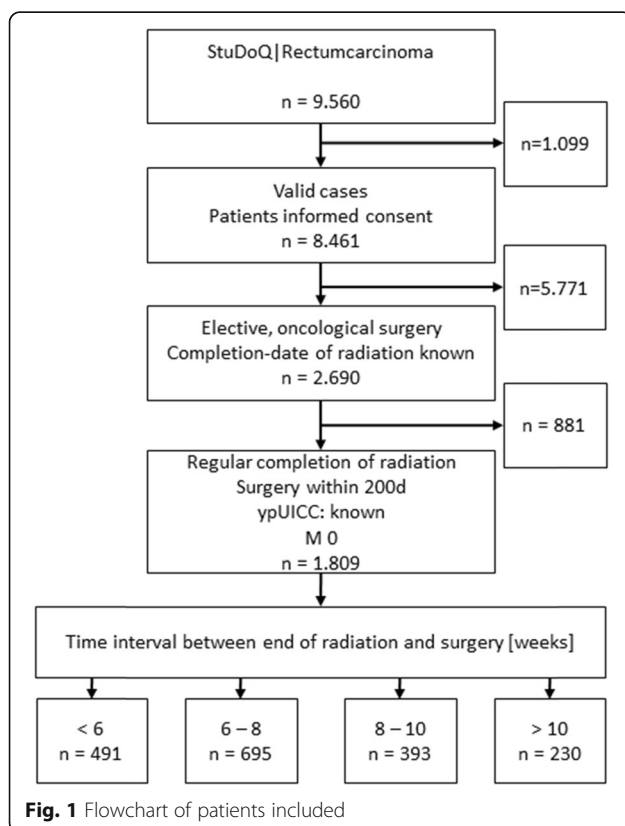 StuDoQ|Rectumcarcinoma
n = 9.560
n=1.099
Valid cases
Patients informed consent
n = 8.461
n=5.771
Elective, oncological surgery
Completion-date of radiation known
n = 2.690
n = 881
Regular completion of radiation
Surgery within 200d
ypUICC: known
M 0
n = 1.809
Time interval between end of radiation and surgery [weeks]
< 6
n = 491
6 – 8
n = 695
8 – 10
n = 393
> 10
n = 230
Fig. 1 Flowchart of patients included